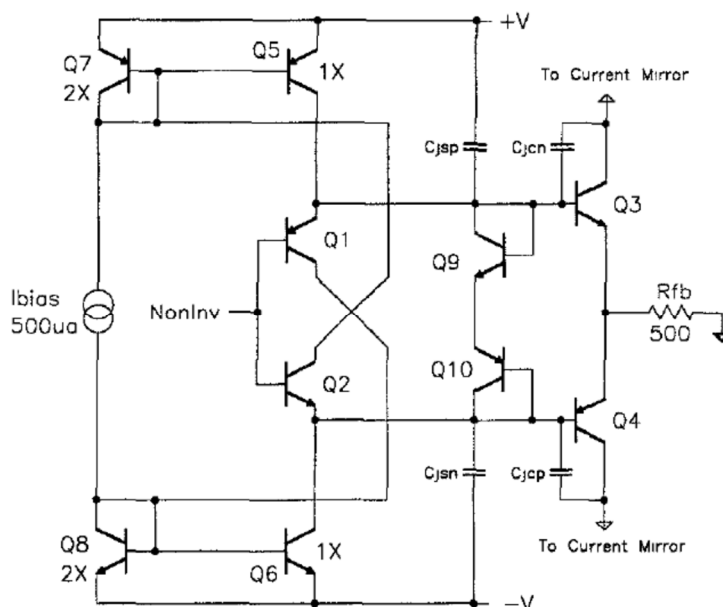 +V
Q7
2X
Q5
1X
To Current Mirror
Cjsp
Cjcn
Q3
Q1
Q9
Ibias
500ua
NonInv
Rfb
500
Q2
Q10
Q4
Cjsn
Cjcp
Q8
2X
1X
Q6
To Current Mirror
-V